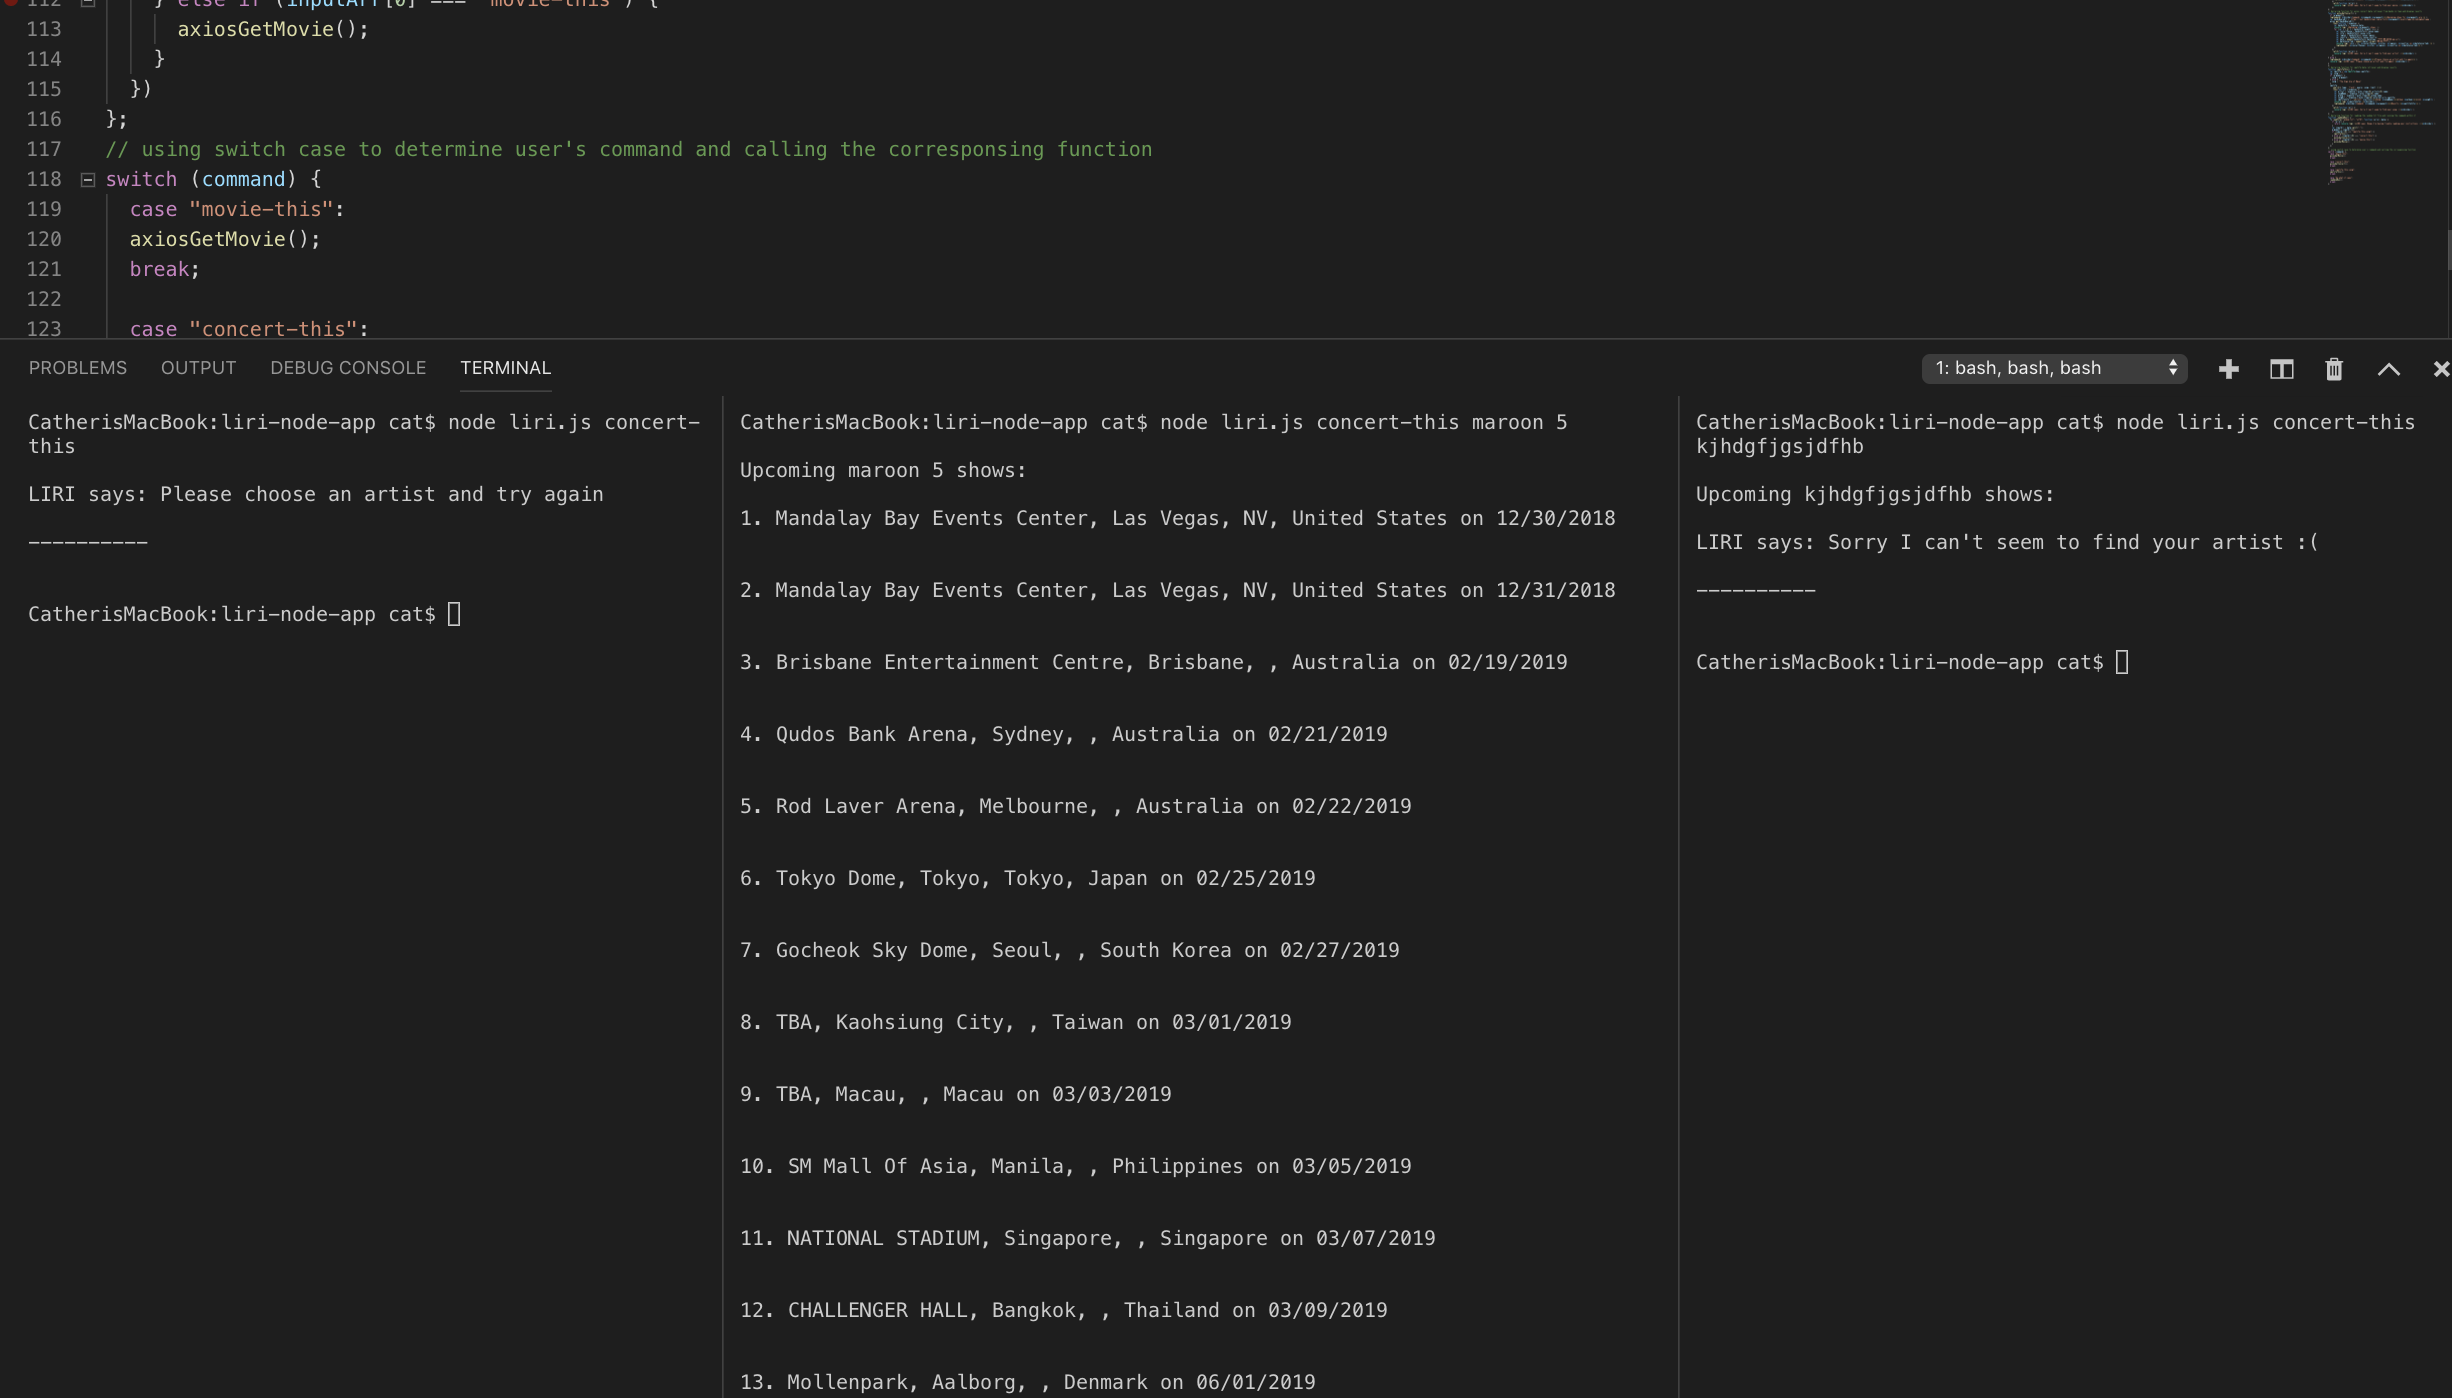 112 } else if (inputArr[0] === "movie-this") {
113 axiosGetMovie();
114 }
115 })
116 };
117 // using switch case to determine user's command and calling the corresponsing function
118 switch (command) {
119 case "movie-this":
120 axiosGetMovie();
121 break;
122
123 case "concert-this":
PROBLEMS OUTPUT DEBUG CONSOLE TERMINAL 1: bash, bash, bash
CatherisMacBook:liri-node-app cat$ node liri.js concert-
this
LIRI says: Please choose an artist and try again
----------
CatherisMacBook:liri-node-app cat$
CatherisMacBook:liri-node-app cat$ node liri.js concert-this maroon 5
Upcoming maroon 5 shows:
1. Mandalay Bay Events Center, Las Vegas, NV, United States on 12/30/2018
2. Mandalay Bay Events Center, Las Vegas, NV, United States on 12/31/2018
3. Brisbane Entertainment Centre, Brisbane, , Australia on 02/19/2019
4. Qudos Bank Arena, Sydney, , Australia on 02/21/2019
5. Rod Laver Arena, Melbourne, , Australia on 02/22/2019
6. Tokyo Dome, Tokyo, Tokyo, Japan on 02/25/2019
7. Gocheok Sky Dome, Seoul, , South Korea on 02/27/2019
8. TBA, Kaohsiung City, , Taiwan on 03/01/2019
9. TBA, Macau, , Macau on 03/03/2019
10. SM Mall Of Asia, Manila, , Philippines on 03/05/2019
11. NATIONAL STADIUM, Singapore, , Singapore on 03/07/2019
12. CHALLENGER HALL, Bangkok, , Thailand on 03/09/2019
13. Mollenpark, Aalborg, , Denmark on 06/01/2019
CatherisMacBook:liri-node-app cat$ node liri.js concert-this
kjhdgfjgsjdfhb
Upcoming kjhdgfjgsjdfhb shows:
LIRI says: Sorry I can't seem to find your artist :(
----------
CatherisMacBook:liri-node-app cat$